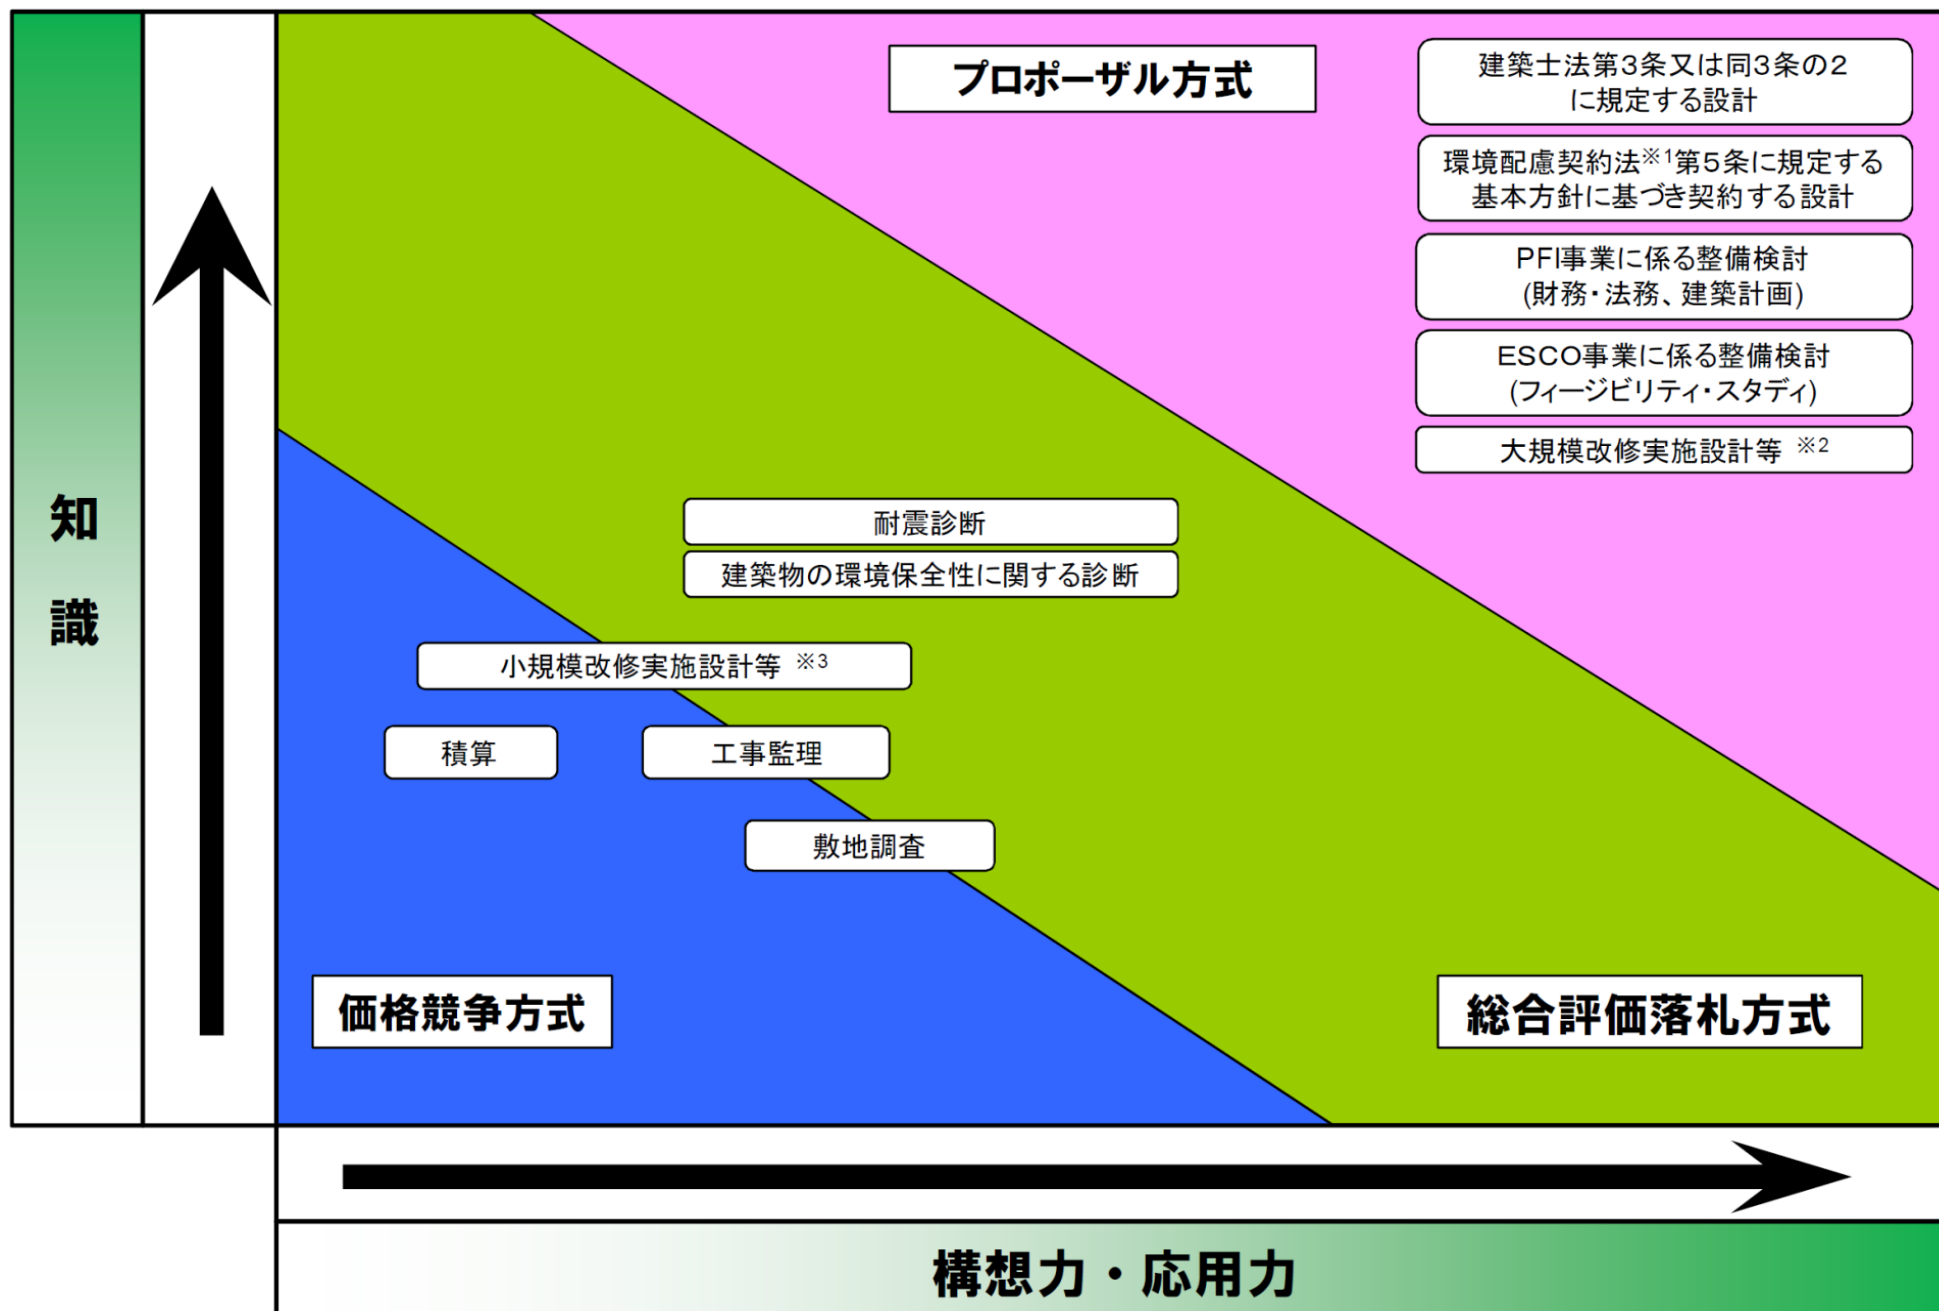 プロポーザル方式
建築士法第3条又は同3条の2
に規定する設計
環境配慮契約法※1第5条に規定する
基本方針に基づき契約する設計
PFI事業に係る整備検討
(財務・法務、建築計画)
ESCO事業に係る整備検討
(フィージビリティ・スタディ)
大規模改修実施設計等 ※2
知
識
耐震診断
建築物の環境保全性に関する診断
小規模改修実施設計等 ※3
積算
工事監理
敷地調査
価格競争方式
総合評価落札方式
構想力・応用力